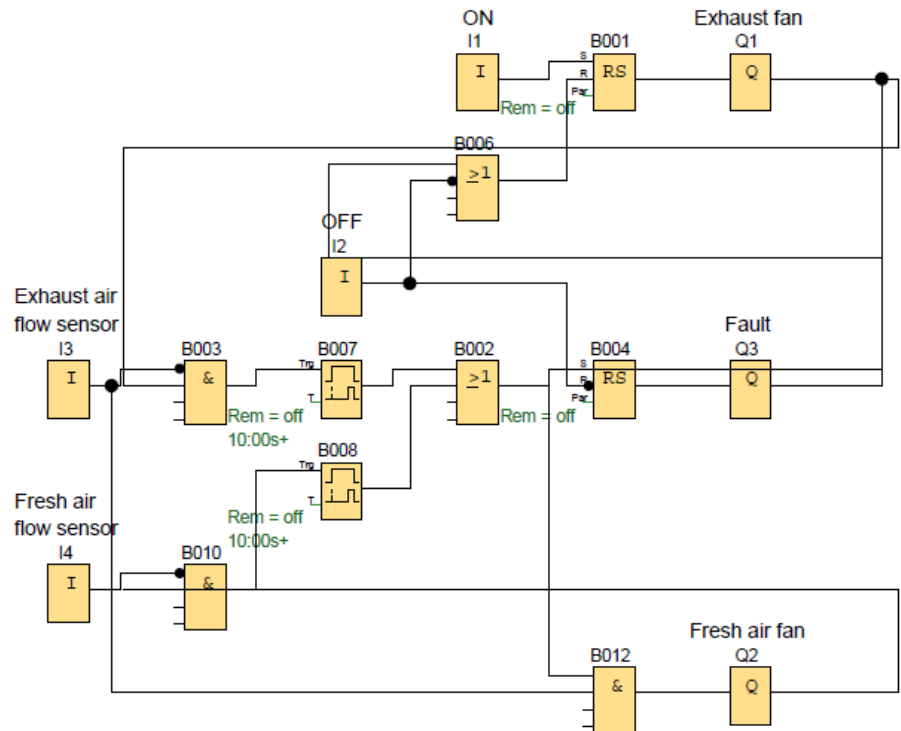 ON
Exhaust fan
I1
B001
Q1
I
S
R
Par
RS
Q
Rem = off
B006
≥1
OFF
I2
I
Exhaust air
flow sensor
Fault
I3
B003
B007
B002
B004
Q3
I
&
Trg
T
≥1
S
R
Par
RS
Q
Rem = off
10:00s+
Rem = off
B008
Trg
T
Fresh air
flow sensor
Rem = off
10:00s+
I4
B010
I
&
Fresh air fan
B012
Q2
&
Q